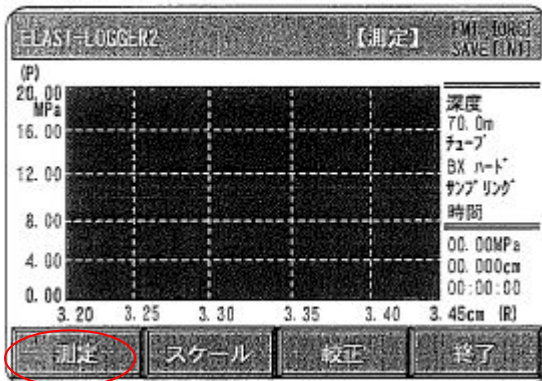 ELAST-LOGGER2 【測定】 FMT. [ORG]
SAVE [IN1]
(P)
20.00
MPa
16.00
12.00
8.00
4.00
0.00
3.20 3.25 3.30 3.35 3.40 3.45cm (R)
深度
70.0m
チューブ
BX ハード
サンプリング
時間
00.00MPa
00.000cm
00:00:00
測定 スケール 較正 終了